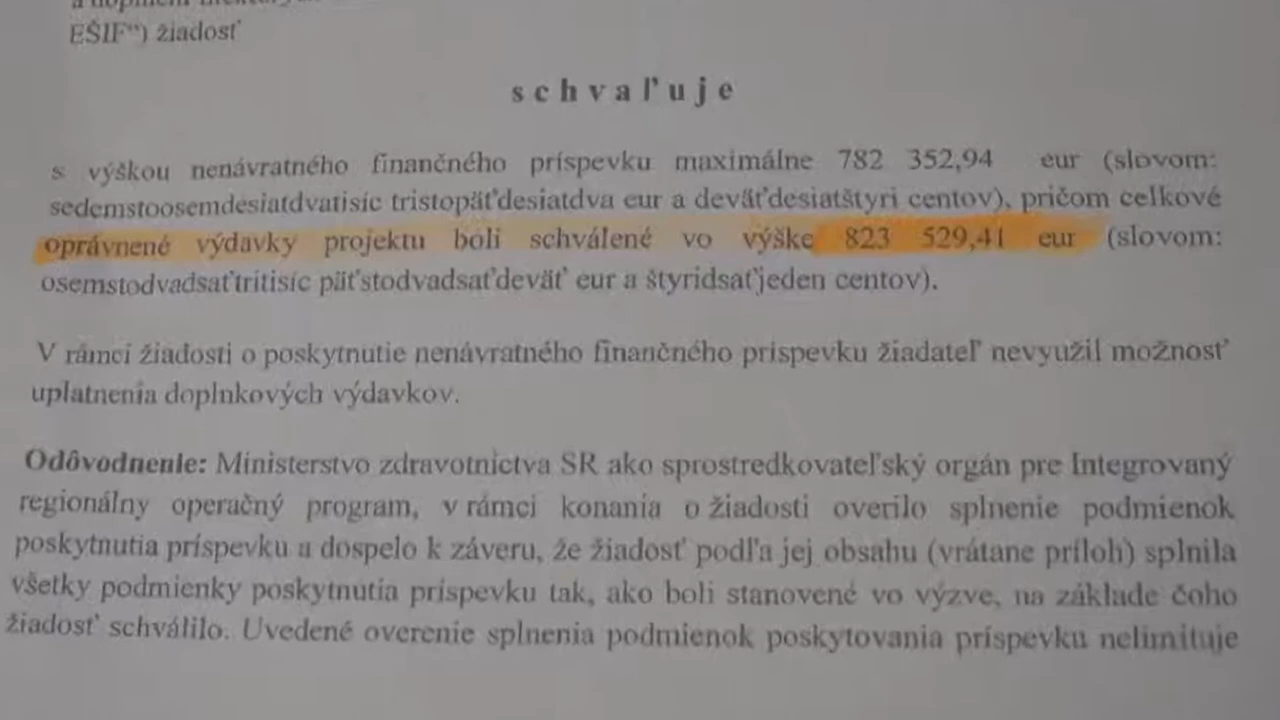 EŠIF“) žiadosť
schvaľuje
s výškou nenávratného finančného príspevku maximálne 782 352,94 eur (slovom:
sedemstoosemdesiatdvatisíc tristopäťdesiatdva eur a deväťdesiatštyri centov), pričom celkové
oprávnené výdavky projektu boli schválené vo výške 823 529,41 eur (slovom:
osemstodvadsaťtritisíc päťstodvadsaťdeväť eur a štyridsaťjeden centov).
V rámci žiadosti o poskytnutie nenávratného finančného príspevku žiadateľ nevyužil možnosť
uplatnenia doplnkových výdavkov.
Odôvodnenie: Ministerstvo zdravotníctva SR ako sprostredkovateľský orgán pre Integrovaný
regionálny operačný program, v rámci konania o žiadosti overilo splnenie podmienok
poskytnutia príspevku a dospelo k záveru, že žiadosť podľa jej obsahu (vrátane príloh) splnila
všetky podmienky poskytnutia príspevku tak, ako boli stanovené vo výzve, na základe čoho
žiadosť schválilo. Uvedené overenie splnenia podmienok poskytovania príspevku nelimituje